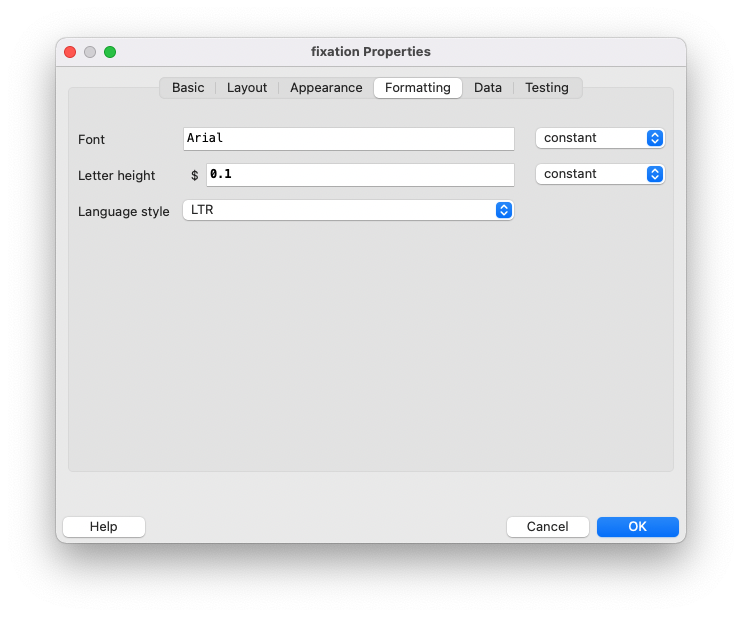 fixation Properties
Basic Layout Appearance Formatting Data Testing
Font Arial constant
Letter height $ 0.1 constant
Language style LTR
Help Cancel OK